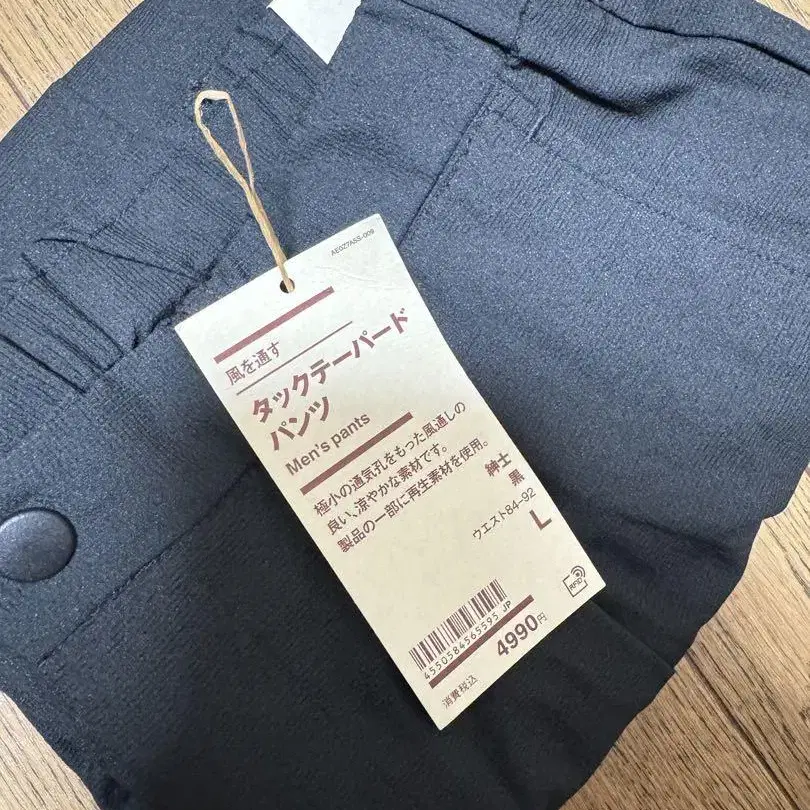 AE0Z7A5S-009
風を通す
タックテーパード
パンツ
Men's pants
極小の通気孔をもった風通しの
良い、涼やかな素材です。
製品の一部に再生素材を使用。
紳士
黒
ウエスト84-92
L
RFID
4550584565595 JP
4990円
消費税込